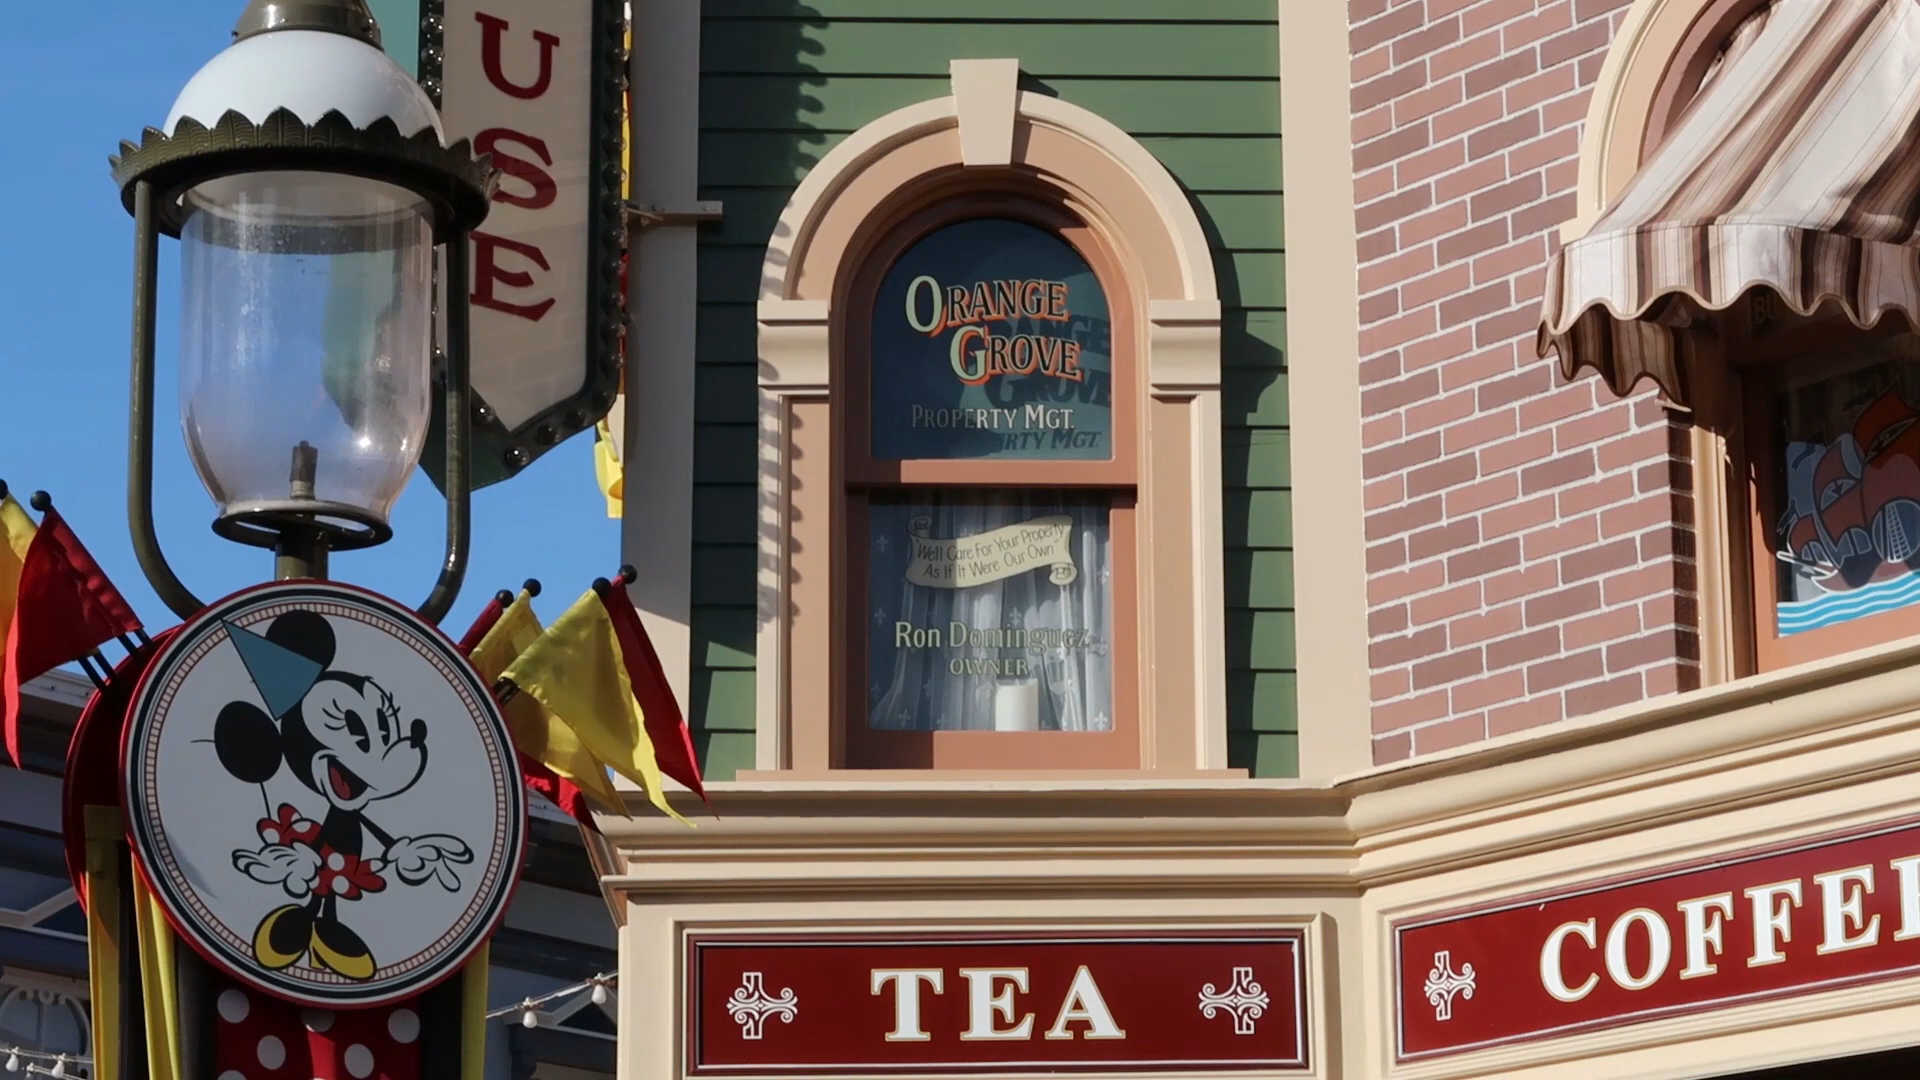 USE
ORANGE
GROVE
PROPERTY MGT.
"We'll Care For Your Property
As If It Were Our Own"
Ron Dominguez
OWNER
TEA
COFFEE